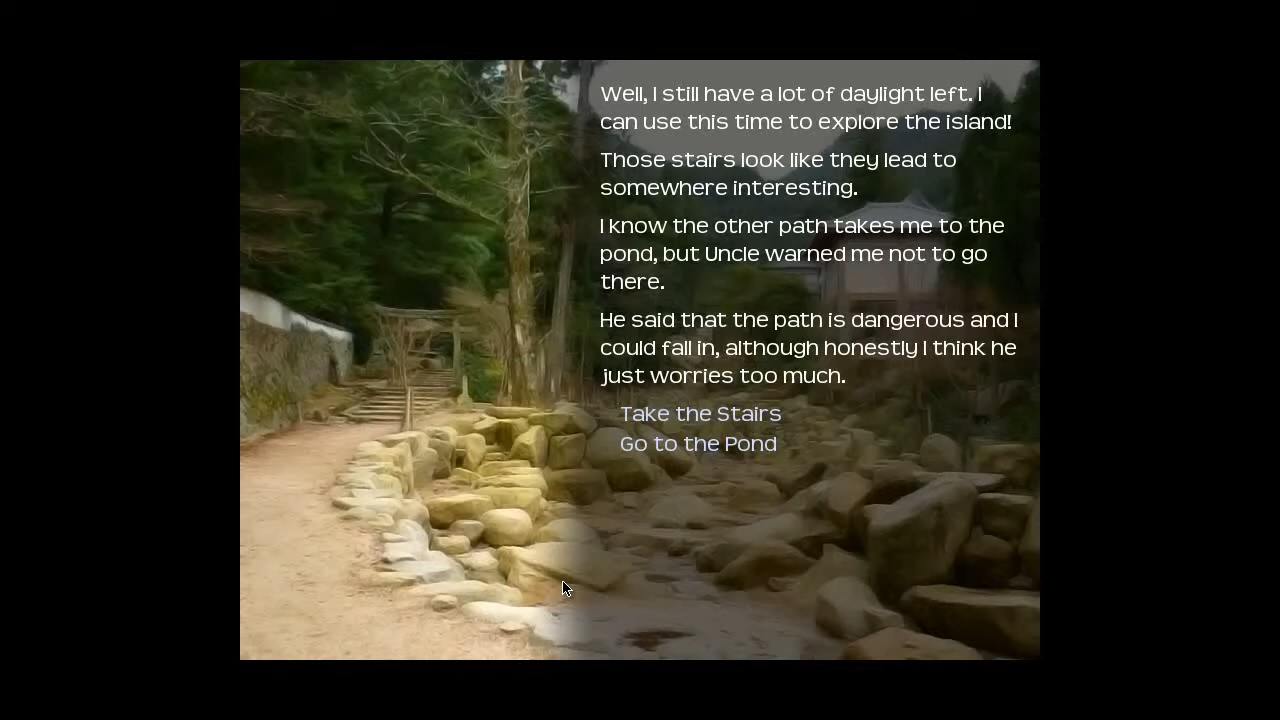 Well, I still have a lot of daylight left. I
can use this time to explore the island!
Those stairs look like they lead to
somewhere interesting.
I know the other path takes me to the
pond, but Uncle warned me not to go
there.
He said that the path is dangerous and I
could fall in, although honestly I think he
just worries too much.
Take the Stairs
Go to the Pond